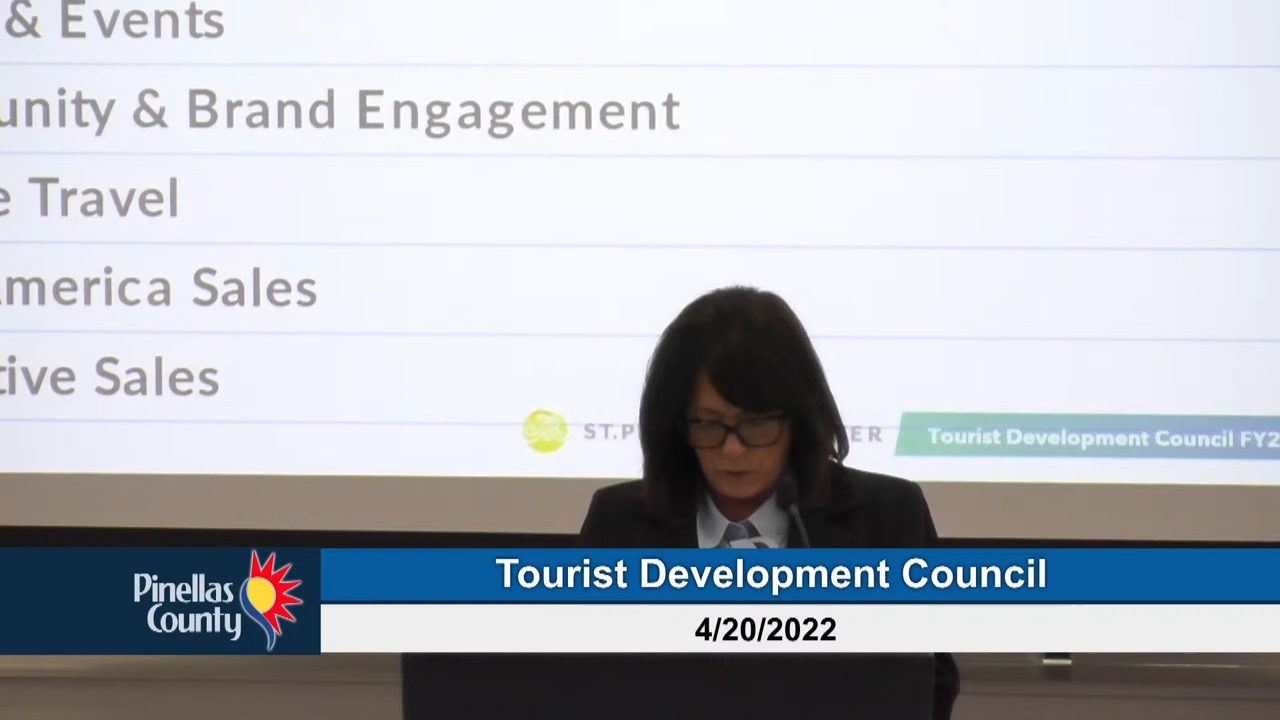 & Events
unity & Brand Engagement
e Travel
America Sales
tive Sales
ST.P ER
Tourist Development Council FY2
Pinellas
County
Tourist Development Council
4/20/2022